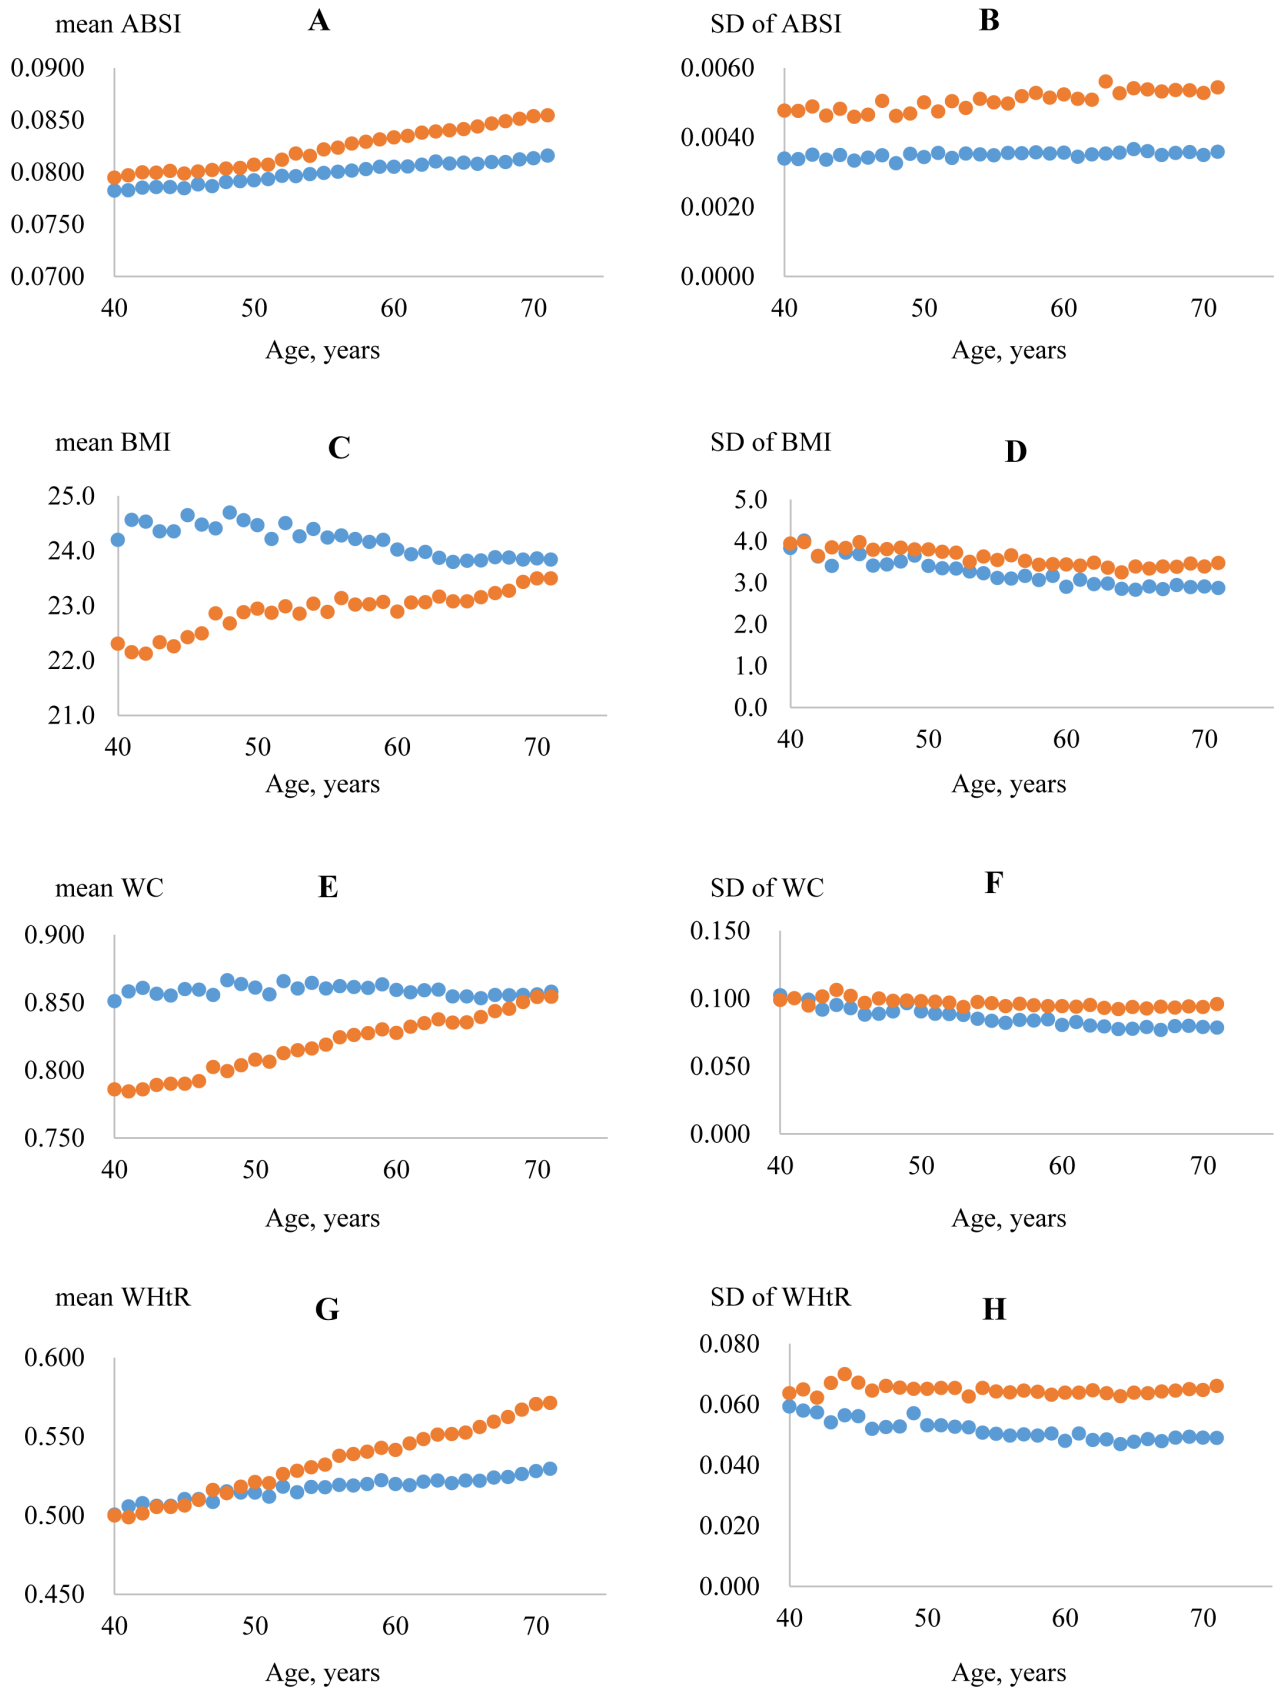 mean ABSI A
0.0900
0.0850
0.0800
0.0750
0.0700
40 50 60 70
Age, years
SD of ABSI B
0.0060
0.0040
0.0020
0.0000
40 50 60 70
Age, years
mean BMI C
25.0
24.0
23.0
22.0
21.0
40 50 60 70
Age, years
SD of BMI D
5.0
4.0
3.0
2.0
1.0
0.0
40 50 60 70
Age, years
mean WC E
0.900
0.850
0.800
0.750
40 50 60 70
Age, years
SD of WC F
0.150
0.100
0.050
0.000
40 50 60 70
Age, years
mean WHtR G
0.600
0.550
0.500
0.450
40 50 60 70
Age, years
SD of WHtR H
0.080
0.060
0.040
0.020
0.000
40 50 60 70
Age, years